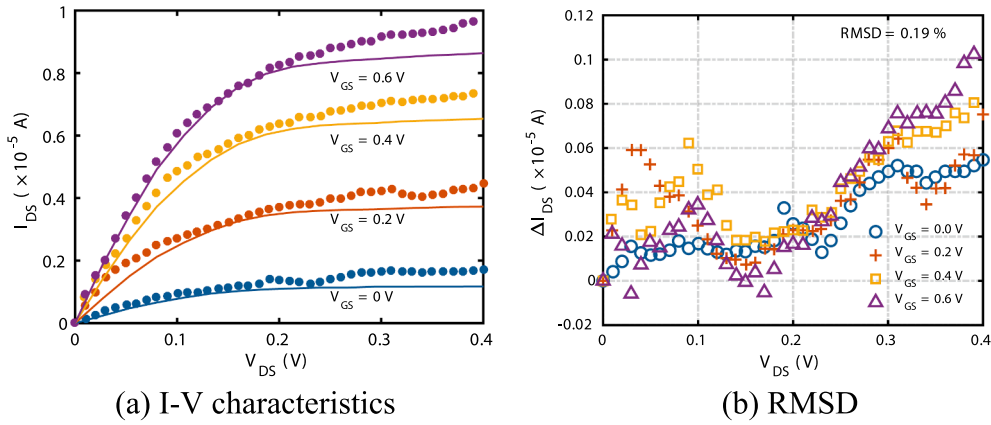 1
0.8
0.6
0.4
0.2
0
I_DS (×10⁻⁵ A)
V_GS = 0.6 V
V_GS = 0.4 V
V_GS = 0.2 V
V_GS = 0 V
0
0.1
0.2
0.3
0.4
V_DS (V)
(a) I-V characteristics
0.12
0.1
0.08
0.06
0.04
0.02
0
-0.02
ΔI_DS (×10⁻⁵ A)
RMSD = 0.19 %
V_GS = 0.0 V
V_GS = 0.2 V
V_GS = 0.4 V
V_GS = 0.6 V
0
0.1
0.2
0.3
0.4
V_DS (V)
(b) RMSD